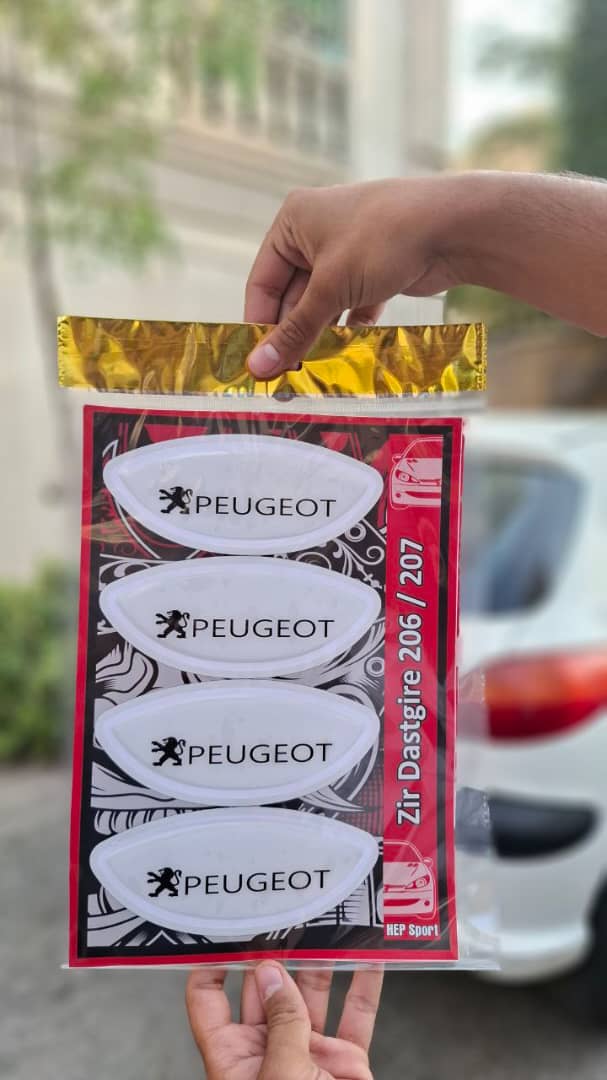 PEUGEOT
PEUGEOT
PEUGEOT
PEUGEOT
Zir Dastgire 206 / 207
HEP Sport